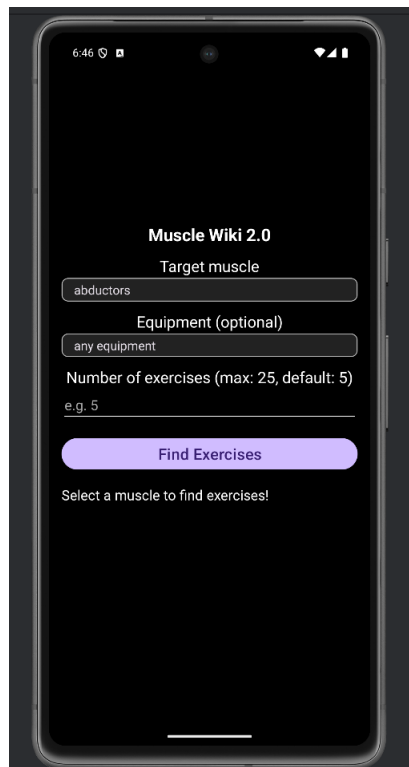 6:46
Muscle Wiki 2.0
Target muscle
abductors
Equipment (optional)
any equipment
Number of exercises (max: 25, default: 5)
e.g. 5
Find Exercises
Select a muscle to find exercises!